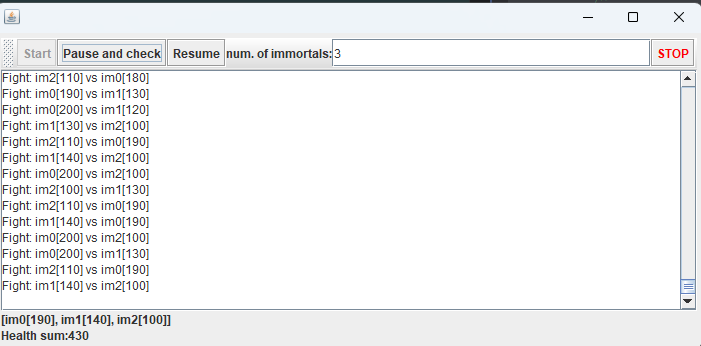 Start Pause and check Resume num. of immortals: 3 STOP
Fight: im2[110] vs im0[180]
Fight: im0[190] vs im1[130]
Fight: im0[200] vs im1[120]
Fight: im1[130] vs im2[100]
Fight: im2[110] vs im0[190]
Fight: im1[140] vs im2[100]
Fight: im0[200] vs im2[100]
Fight: im2[100] vs im1[130]
Fight: im2[110] vs im0[190]
Fight: im1[140] vs im0[190]
Fight: im0[200] vs im2[100]
Fight: im0[200] vs im1[130]
Fight: im2[110] vs im0[190]
Fight: im1[140] vs im2[100]
[im0[190], im1[140], im2[100]]
Health sum:430